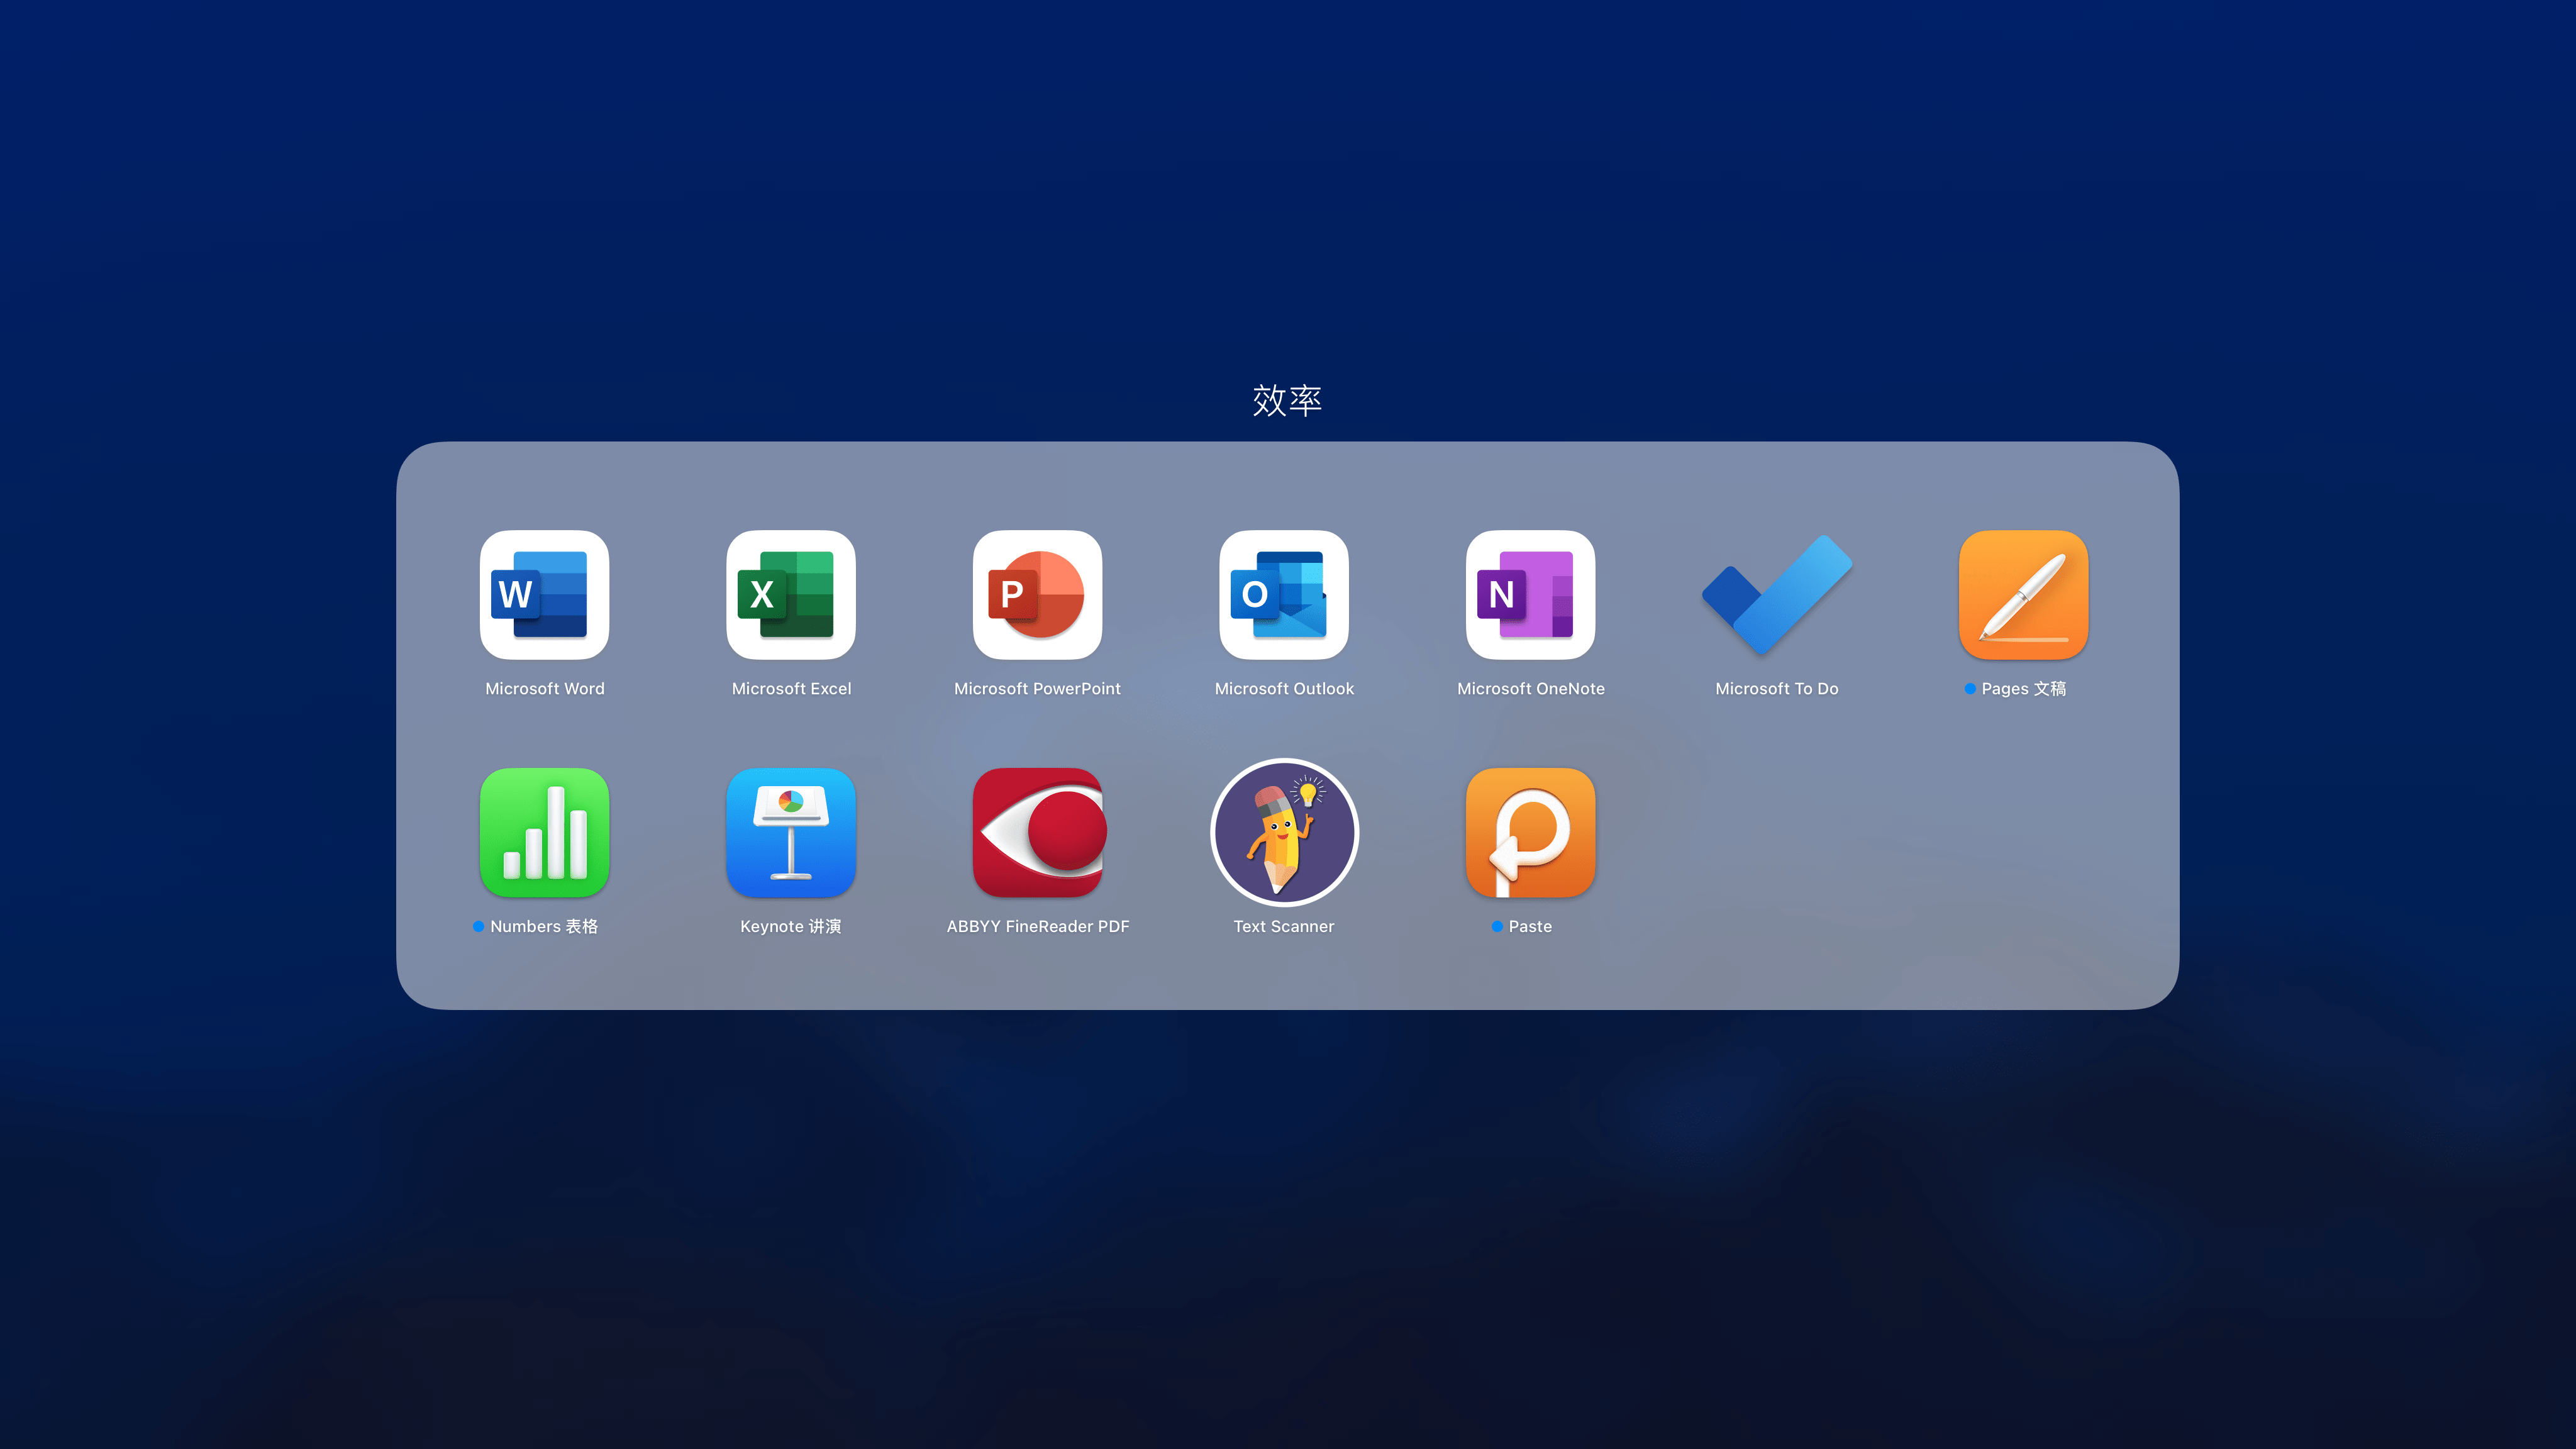 效率
W
Microsoft Word
X
Microsoft Excel
P
Microsoft PowerPoint
O
Microsoft Outlook
N
Microsoft OneNote
Microsoft To Do
Pages 文稿
Numbers 表格
Keynote 讲演
ABBYY FineReader PDF
Text Scanner
Paste